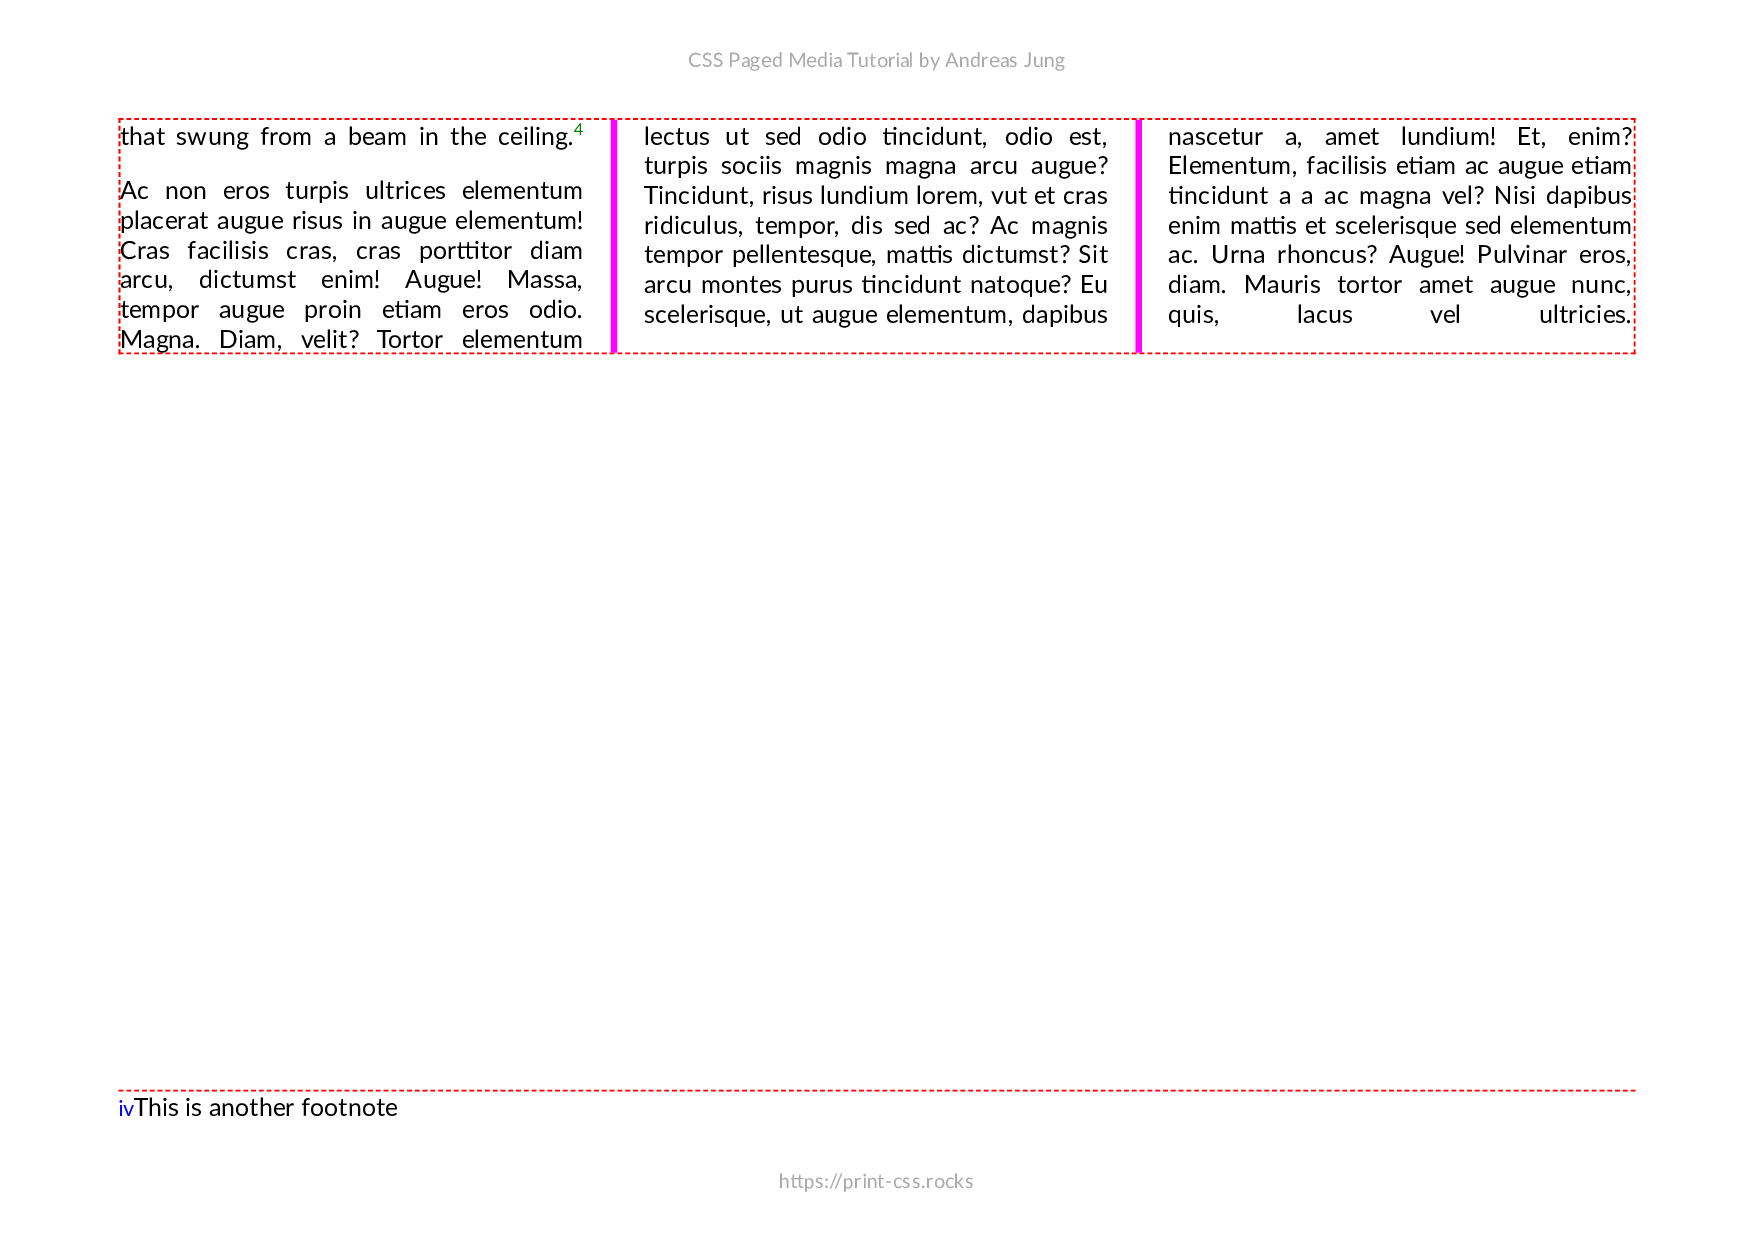 CSS Paged Media Tutorial by Andreas Jung
that swung from a beam in the ceiling.4
Ac non eros turpis ultrices elementum
placerat augue risus in augue elementum!
Cras facilisis cras, cras porttitor diam
arcu, dictumst enim! Augue! Massa,
tempor augue proin etiam eros odio.
Magna. Diam, velit? Tortor elementum
lectus ut sed odio tincidunt, odio est,
turpis sociis magnis magna arcu augue?
Tincidunt, risus lundium lorem, vut et cras
ridiculus, tempor, dis sed ac? Ac magnis
tempor pellentesque, mattis dictumst? Sit
arcu montes purus tincidunt natoque? Eu
scelerisque, ut augue elementum, dapibus
nascetur a, amet lundium! Et, enim?
Elementum, facilisis etiam ac augue etiam
tincidunt a a ac magna vel? Nisi dapibus
enim mattis et scelerisque sed elementum
ac. Urna rhoncus? Augue! Pulvinar eros,
diam. Mauris tortor amet augue nunc,
quis, lacus vel ultricies.
ivThis is another footnote
https://print-css.rocks